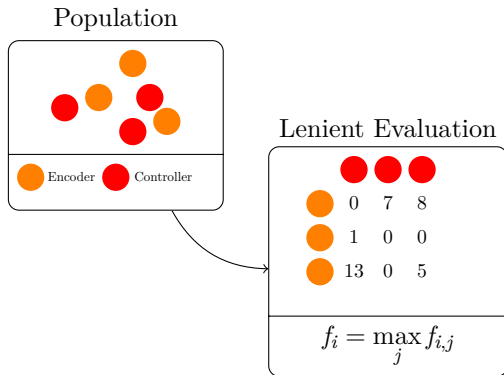 Population
Encoder Controller
Lenient Evaluation
0 7 8
1 0 0
13 0 5
f_i = max_j f_{i,j}